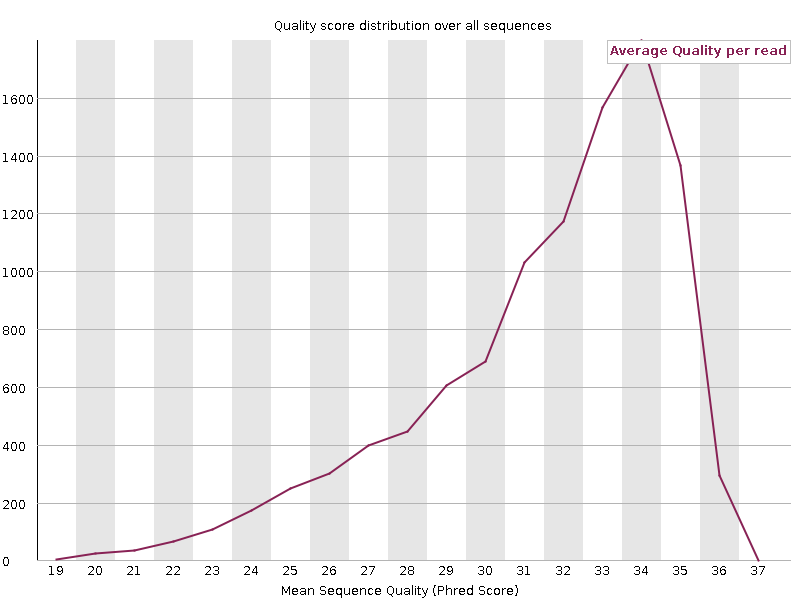 Quality score distribution over all sequences
Average Quality per read
1600
1400
1200
1000
800
600
400
200
0
19 20 21 22 23 24 25 26 27 28 29 30 31 32 33 34 35 36 37
Mean Sequence Quality (Phred Score)